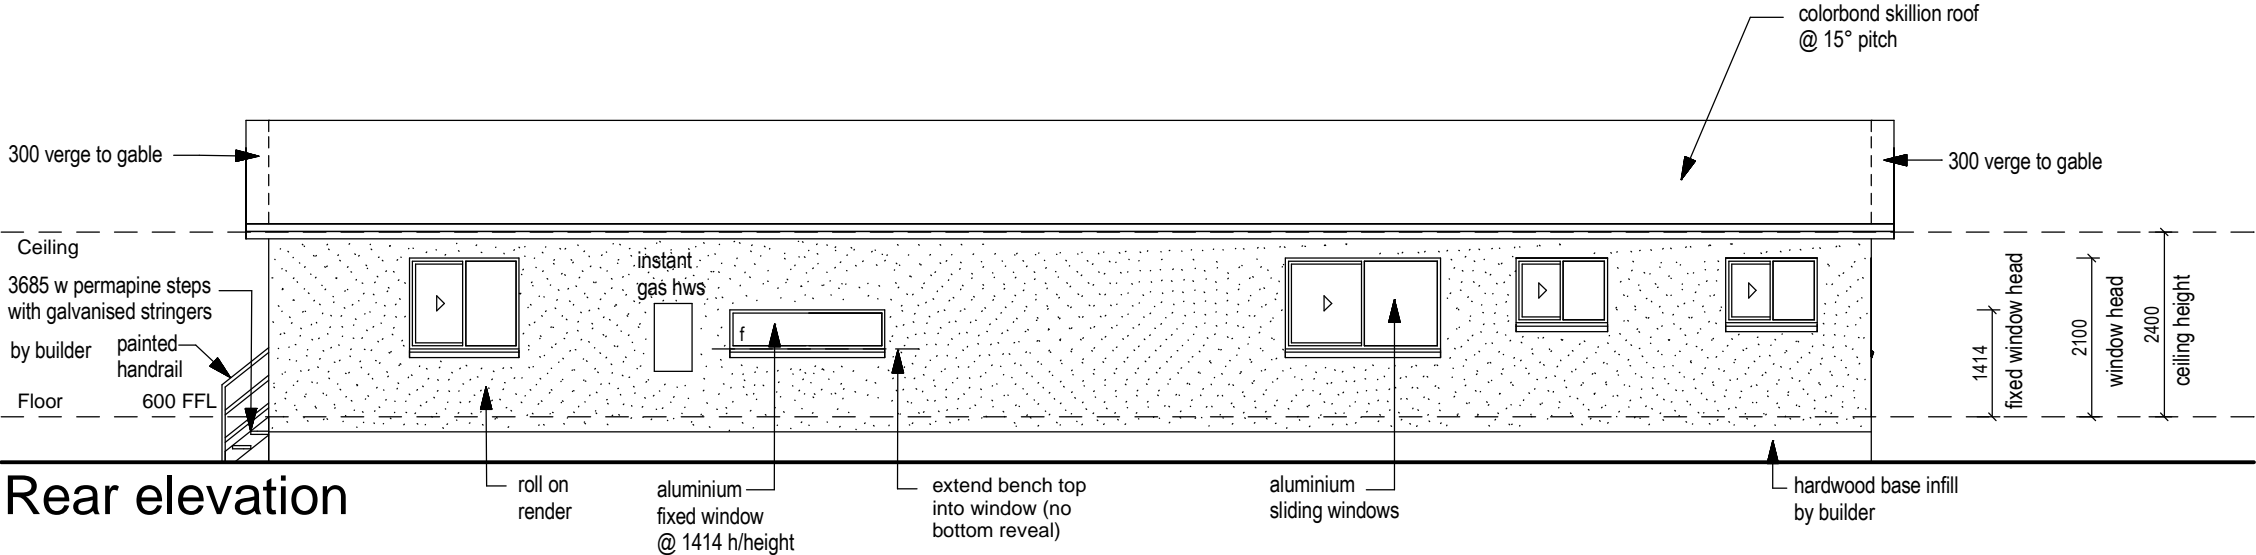 colorbond skillion roof
@ 15° pitch
300 verge to gable
300 verge to gable
Ceiling
3685 w permapine steps
with galvanised stringers
by builder
painted
handrail
Floor
600 FFL
instant
gas hws
f
1414
fixed window head
2100
window head
2400
ceiling height
Rear elevation
roll on
render
aluminium
fixed window
@ 1414 h/height
extend bench top
into window (no
bottom reveal)
aluminium
sliding windows
hardwood base infill
by builder